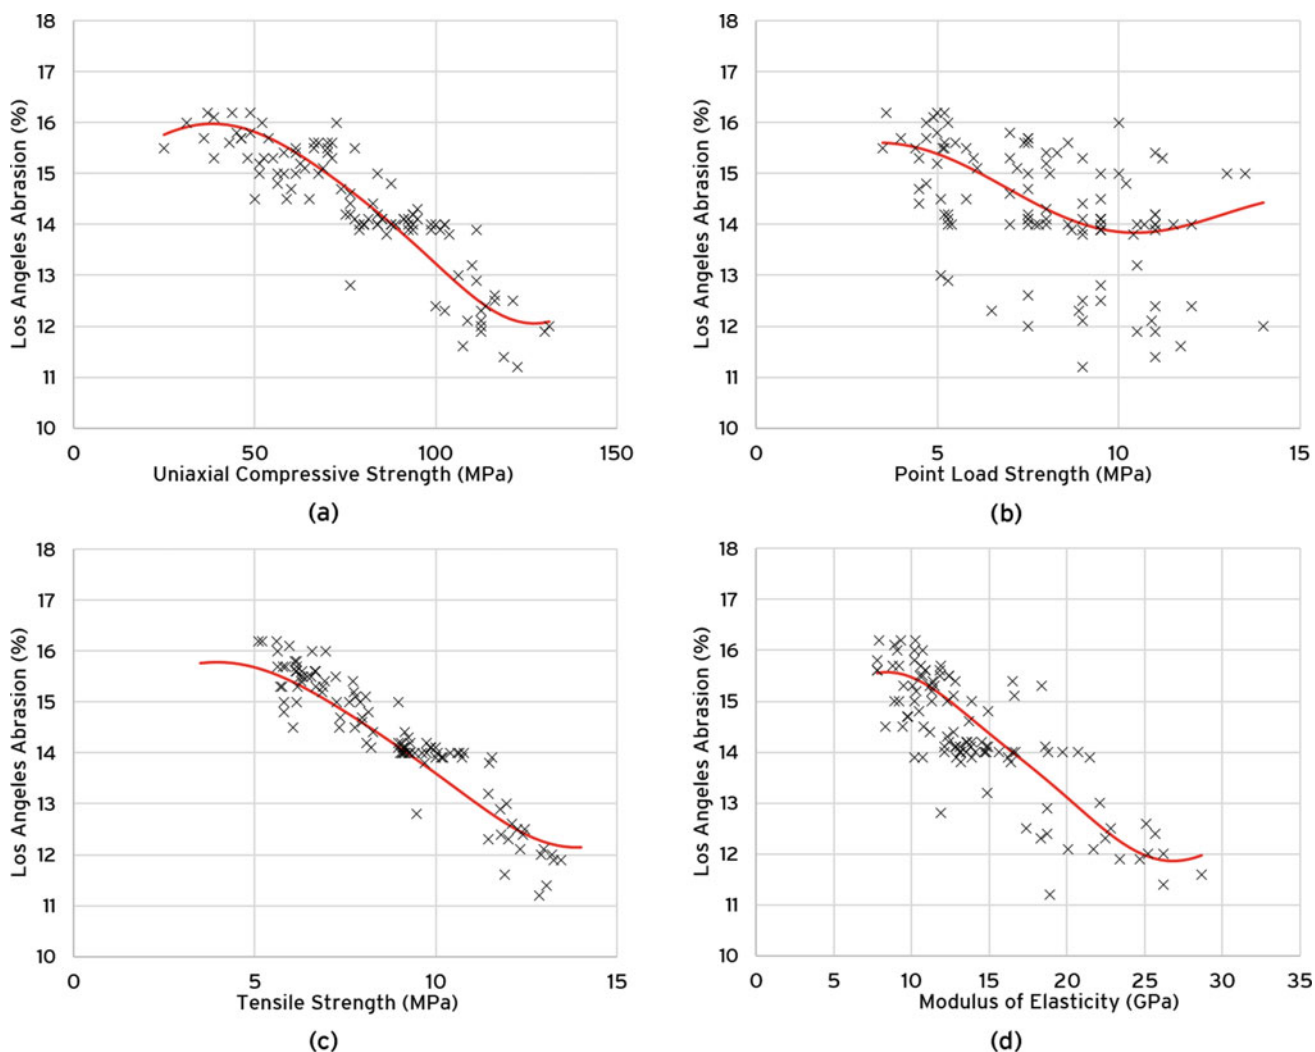 18
17
16
15
14
13
12
11
10
Los Angeles Abrasion (%)
0 50 100 150
Uniaxial Compressive Strength (MPa)
(a)
18
17
16
15
14
13
12
11
10
Los Angeles Abrasion (%)
0 5 10 15
Point Load Strength (MPa)
(b)
18
17
16
15
14
13
12
11
10
Los Angeles Abrasion (%)
0 5 10 15
Tensile Strength (MPa)
(c)
18
17
16
15
14
13
12
11
10
Los Angeles Abrasion (%)
0 5 10 15 20 25 30 35
Modulus of Elasticity (GPa)
(d)